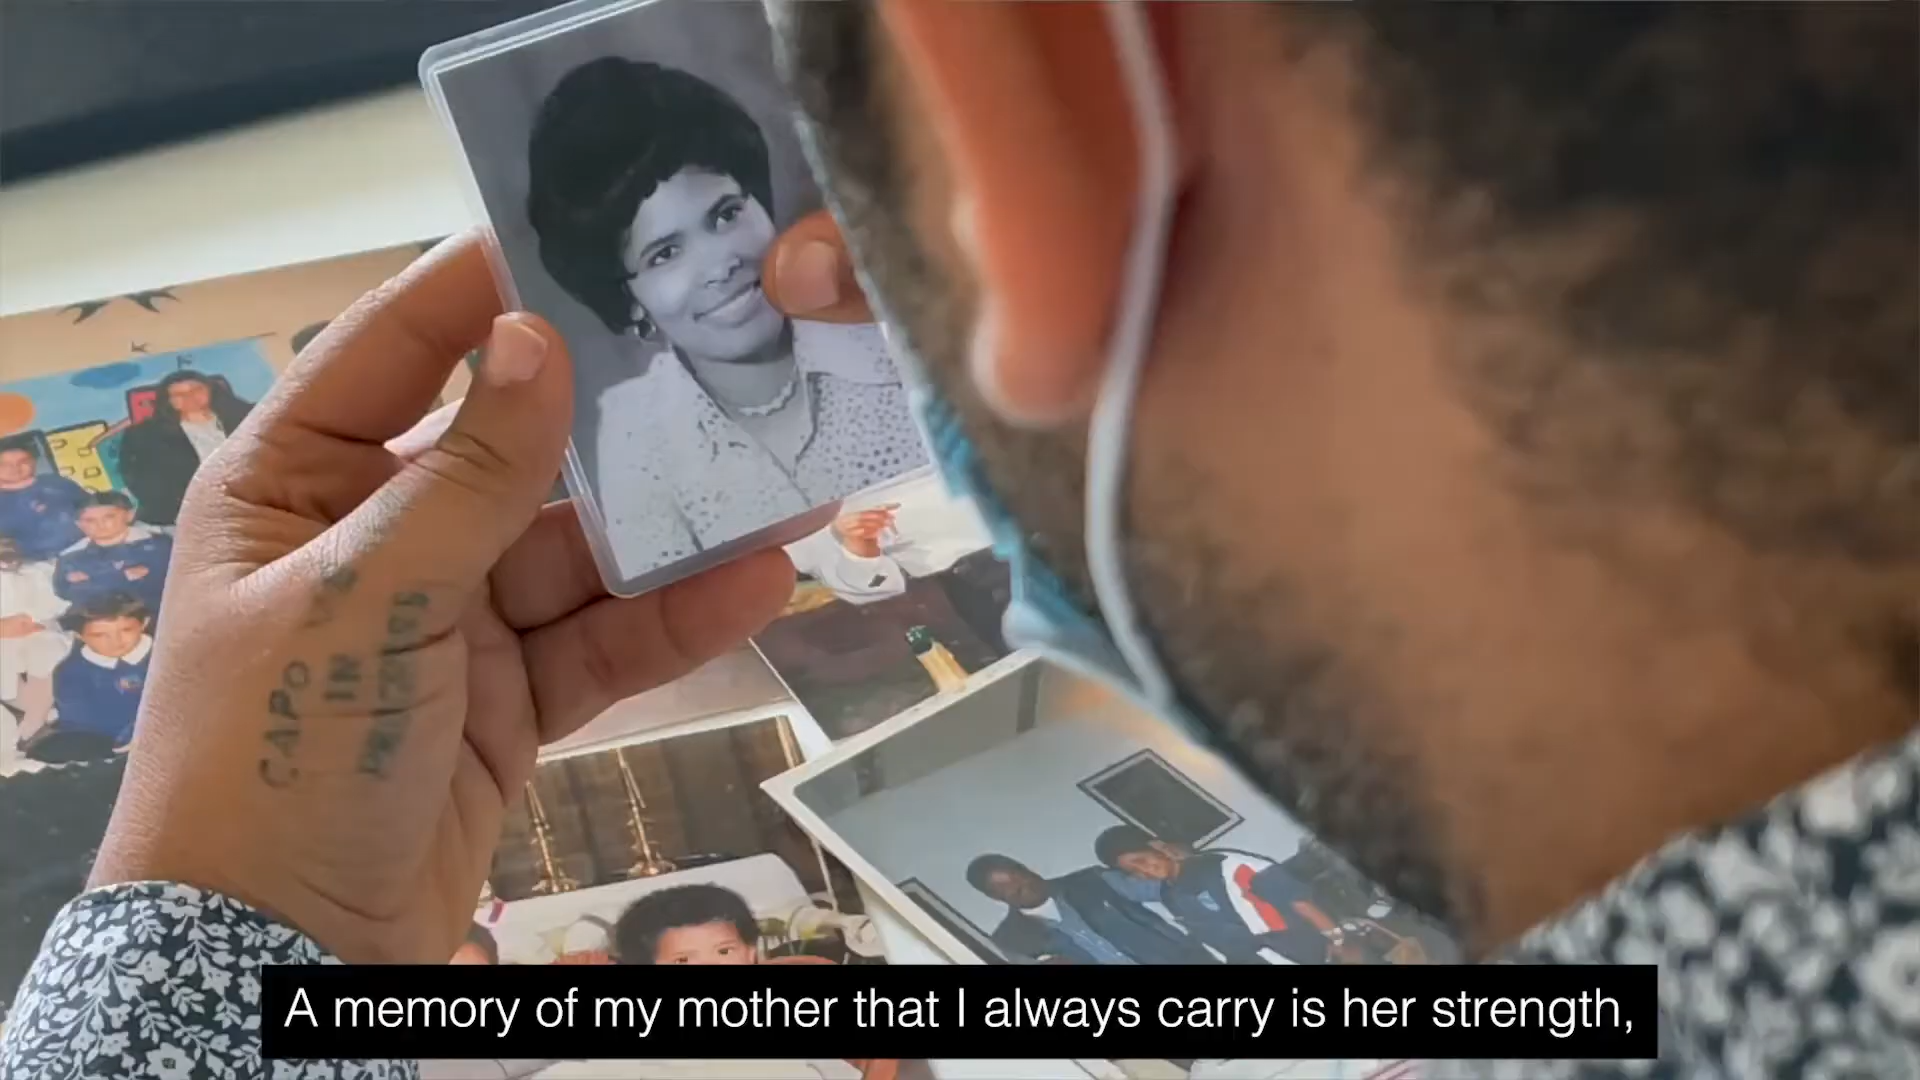 CAPO
IN
A memory of my mother that I always carry is her strength,